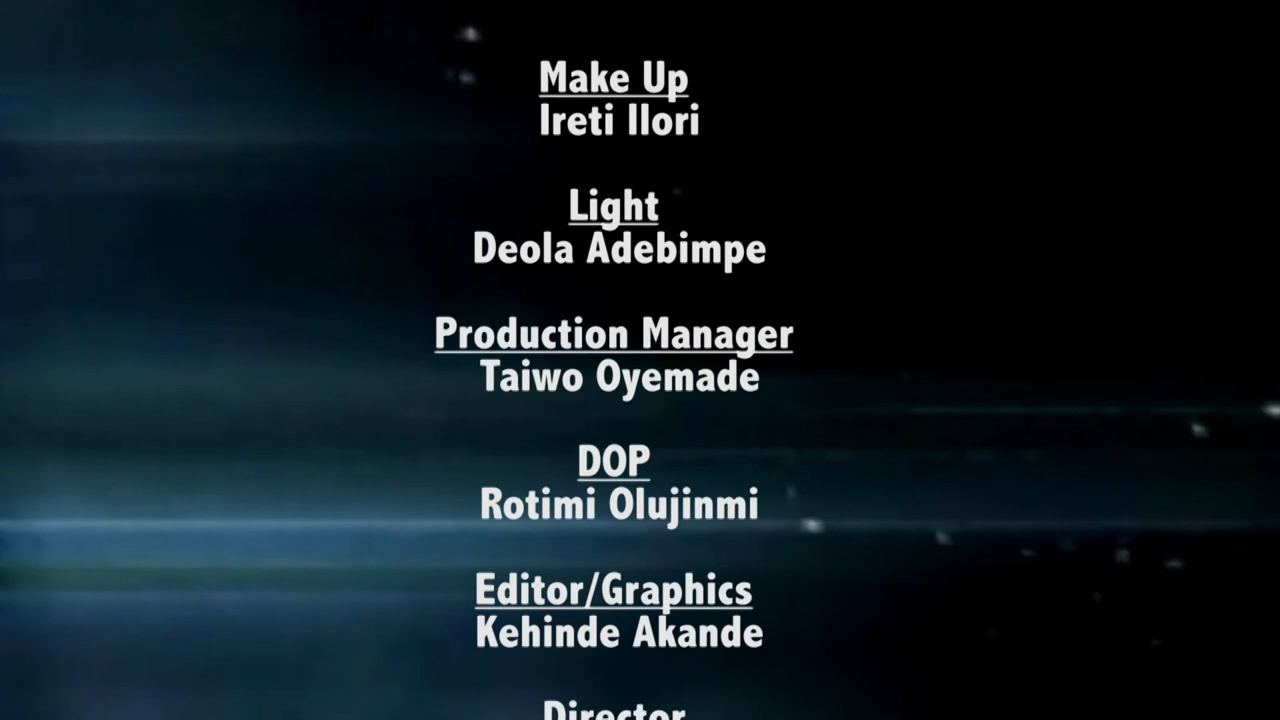 Make Up
Ireti Ilori
Light
Deola Adebimpe
Production Manager
Taiwo Oyemade
DOP
Rotimi Olujinmi
Editor/Graphics
Kehinde Akande
Director